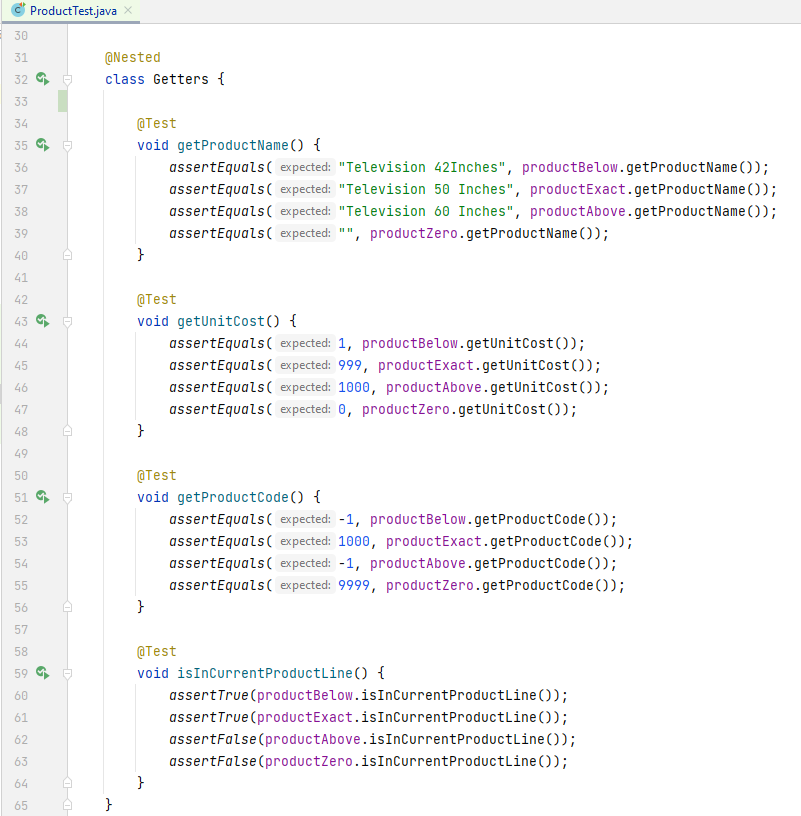 ProductTest.java
30
31 @Nested
32 class Getters {
33
34 @Test
35 void getProductName() {
36 assertEquals( expected: "Television 42Inches", productBelow.getProductName());
37 assertEquals( expected: "Television 50 Inches", productExact.getProductName());
38 assertEquals( expected: "Television 60 Inches", productAbove.getProductName());
39 assertEquals( expected: "", productZero.getProductName());
40 }
41
42 @Test
43 void getUnitCost() {
44 assertEquals( expected: 1, productBelow.getUnitCost());
45 assertEquals( expected: 999, productExact.getUnitCost());
46 assertEquals( expected: 1000, productAbove.getUnitCost());
47 assertEquals( expected: 0, productZero.getUnitCost());
48 }
49
50 @Test
51 void getProductCode() {
52 assertEquals( expected: -1, productBelow.getProductCode());
53 assertEquals( expected: 1000, productExact.getProductCode());
54 assertEquals( expected: -1, productAbove.getProductCode());
55 assertEquals( expected: 9999, productZero.getProductCode());
56 }
57
58 @Test
59 void isInCurrentProductLine() {
60 assertTrue(productBelow.isInCurrentProductLine());
61 assertTrue(productExact.isInCurrentProductLine());
62 assertFalse(productAbove.isInCurrentProductLine());
63 assertFalse(productZero.isInCurrentProductLine());
64 }
65 }